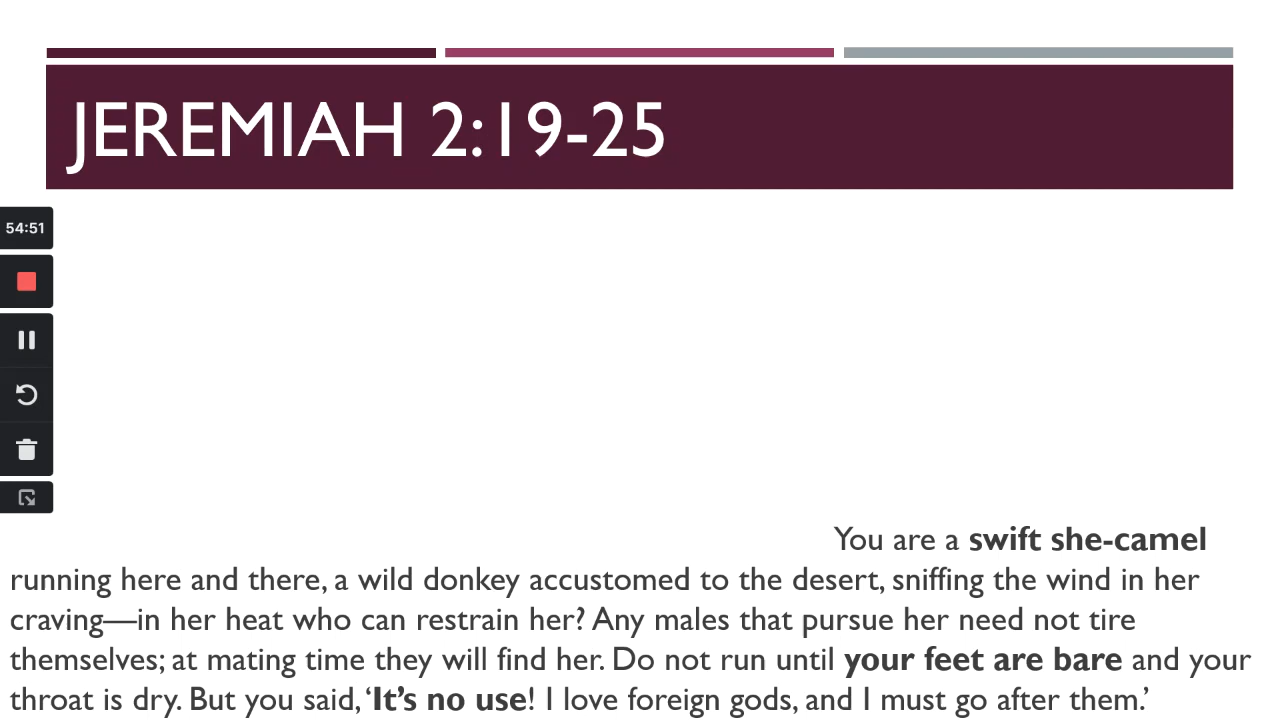 JEREMIAH 2:19-25
54:51
You are a swift she-camel
running here and there, a wild donkey accustomed to the desert, sniffing the wind in her
craving—in her heat who can restrain her? Any males that pursue her need not tire
themselves; at mating time they will find her. Do not run until your feet are bare and your
throat is dry. But you said, ‘It’s no use! I love foreign gods, and I must go after them.’